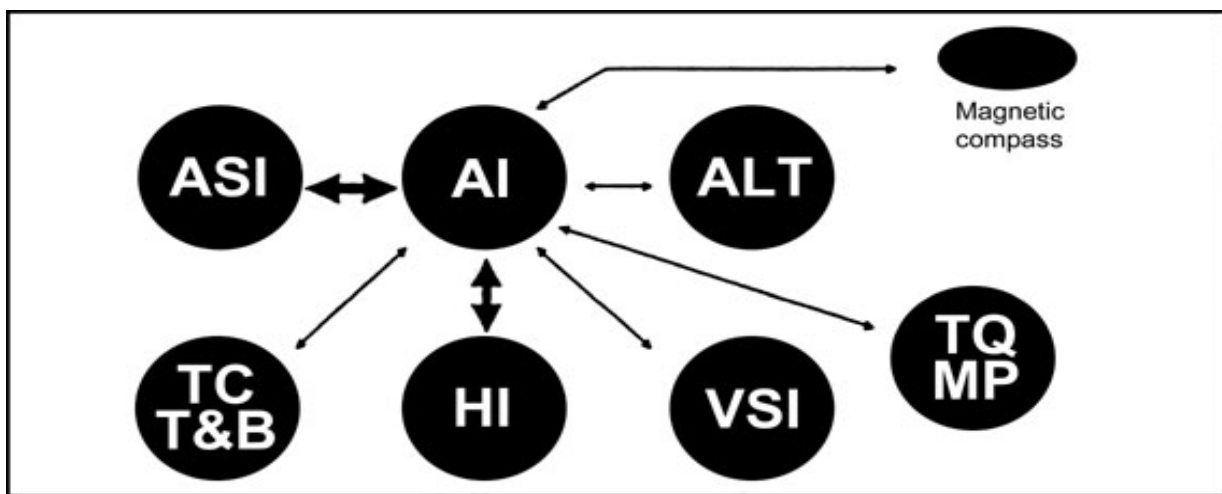 Magnetic
compass
ASI
AI
ALT
TQ
MP
TC
T&B
HI
VSI